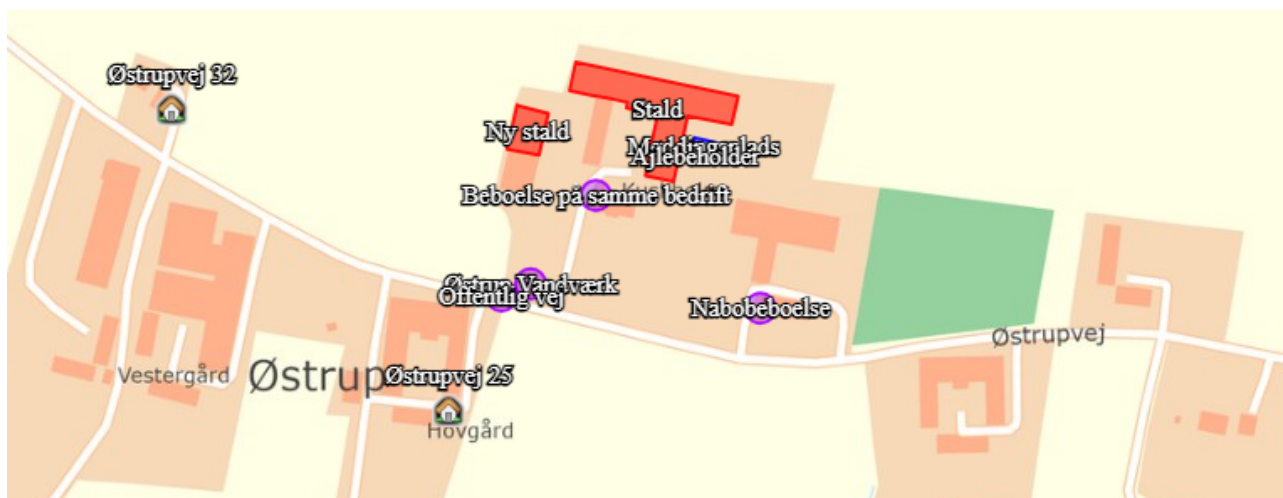 Østrupvej 32
Stald
Ny stald
Møddingplads
Ajlebeholder
Beboelse på samme bedrift
Østrup Vandværk
Offentlig vej
Nabobeboelse
Østrupvej
Vestergård
Østrup
Østrupvej 25
Hovgård